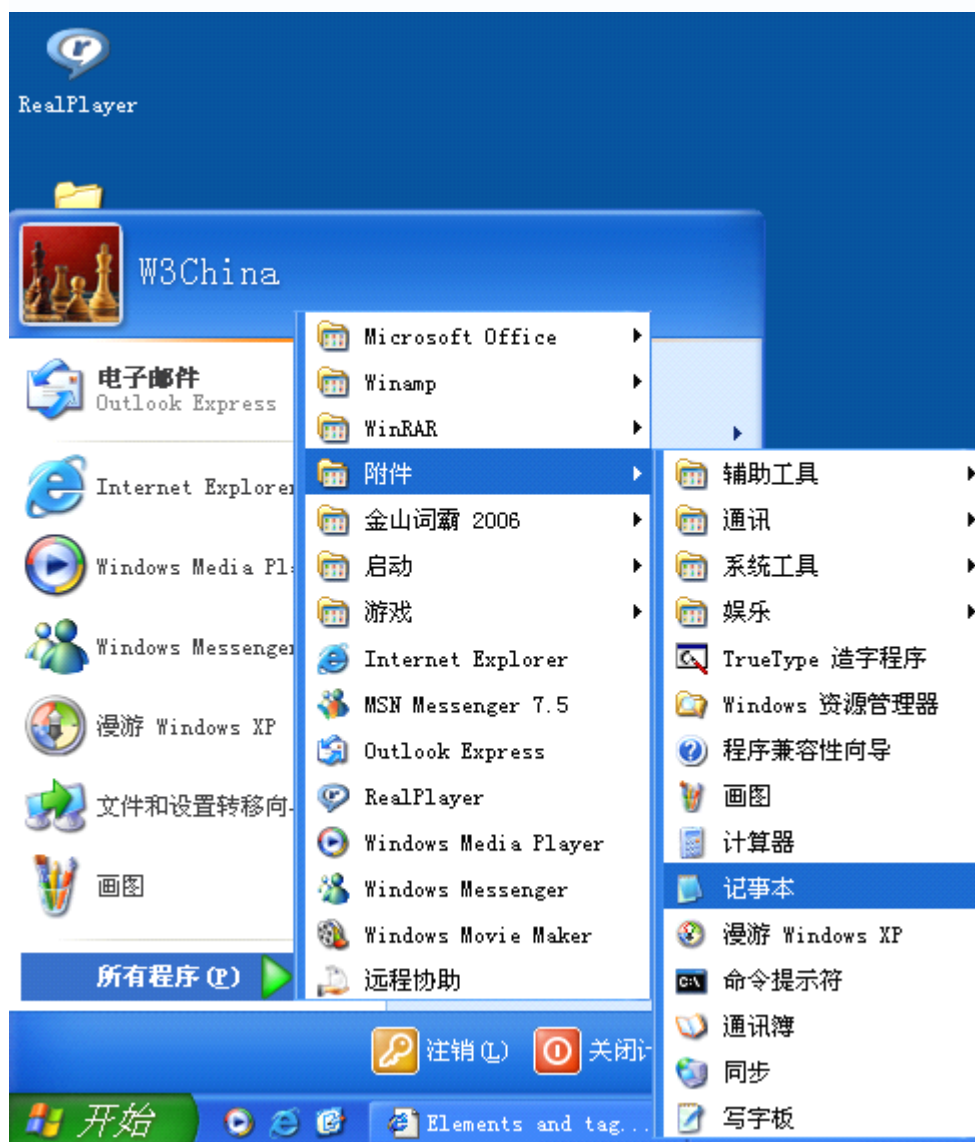 RealPlayer
W3China
电子邮件
Outlook Express
Internet Explorer
Windows Media Pl
Windows Messenger
漫游 Windows XP
文件和设置转移向
画图
所有程序(P)
Microsoft Office
Winamp
WinRAR
附件
金山词霸 2006
启动
游戏
Internet Explorer
MSN Messenger 7.5
Outlook Express
RealPlayer
Windows Media Player
Windows Messenger
Windows Movie Maker
远程协助
辅助工具
通讯
系统工具
娱乐
TrueType 造字程序
Windows 资源管理器
程序兼容性向导
画图
计算器
记事本
漫游 Windows XP
命令提示符
通讯簿
同步
写字板
注销(L)
关闭计
开始
Elements and tag...